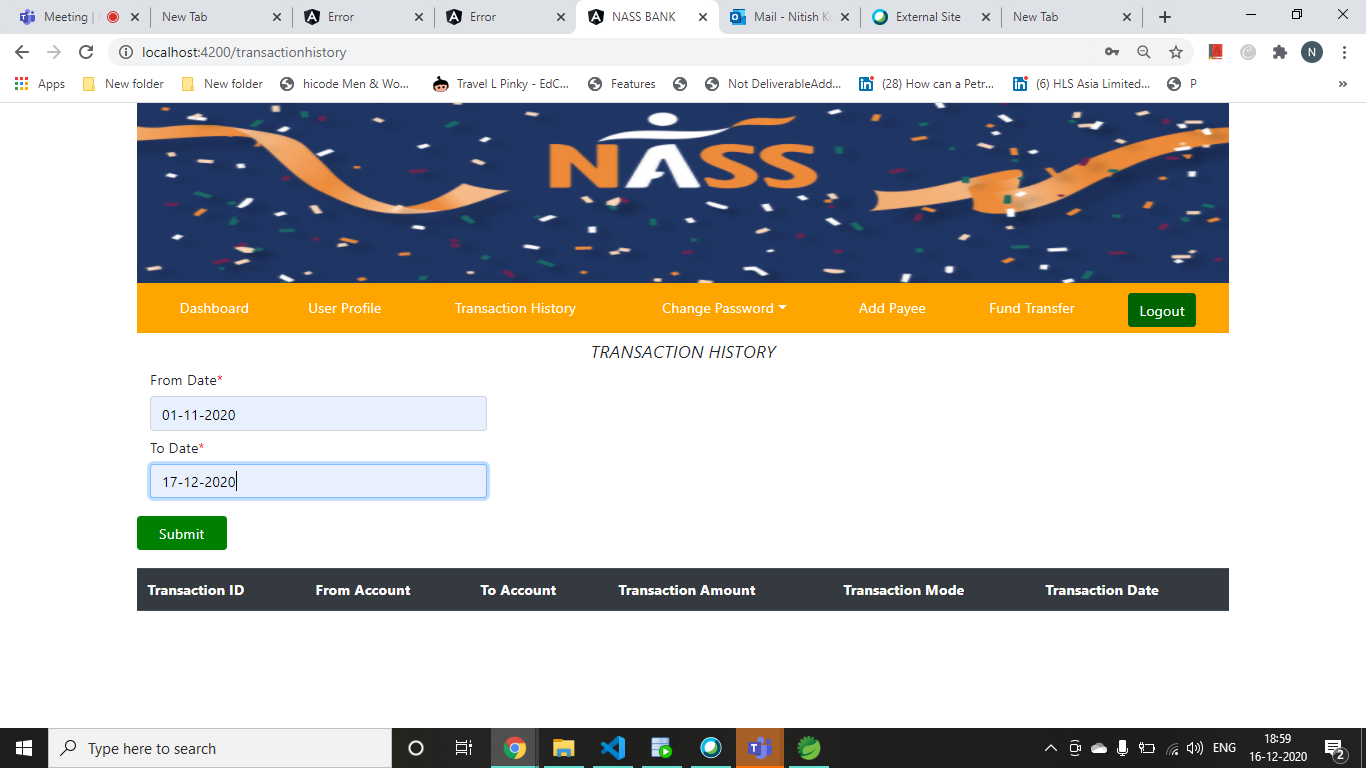 Meeting |
New Tab
Error
Error
NASS BANK
Mail - Nitish K
External Site
New Tab
localhost:4200/transactionhistory
N
Apps
New folder
New folder
hicode Men & Wo...
Travel L Pinky - EdC...
Features
Not DeliverableAdd...
(28) How can a Petr...
(6) HLS Asia Limited...
P
»
NASS
Dashboard
User Profile
Transaction History
Change Password
Add Payee
Fund Transfer
Logout
TRANSACTION HISTORY
From Date*
01-11-2020
To Date*
17-12-2020
Submit
Transaction ID
From Account
To Account
Transaction Amount
Transaction Mode
Transaction Date
Type here to search
ENG
18:59
16-12-2020
2